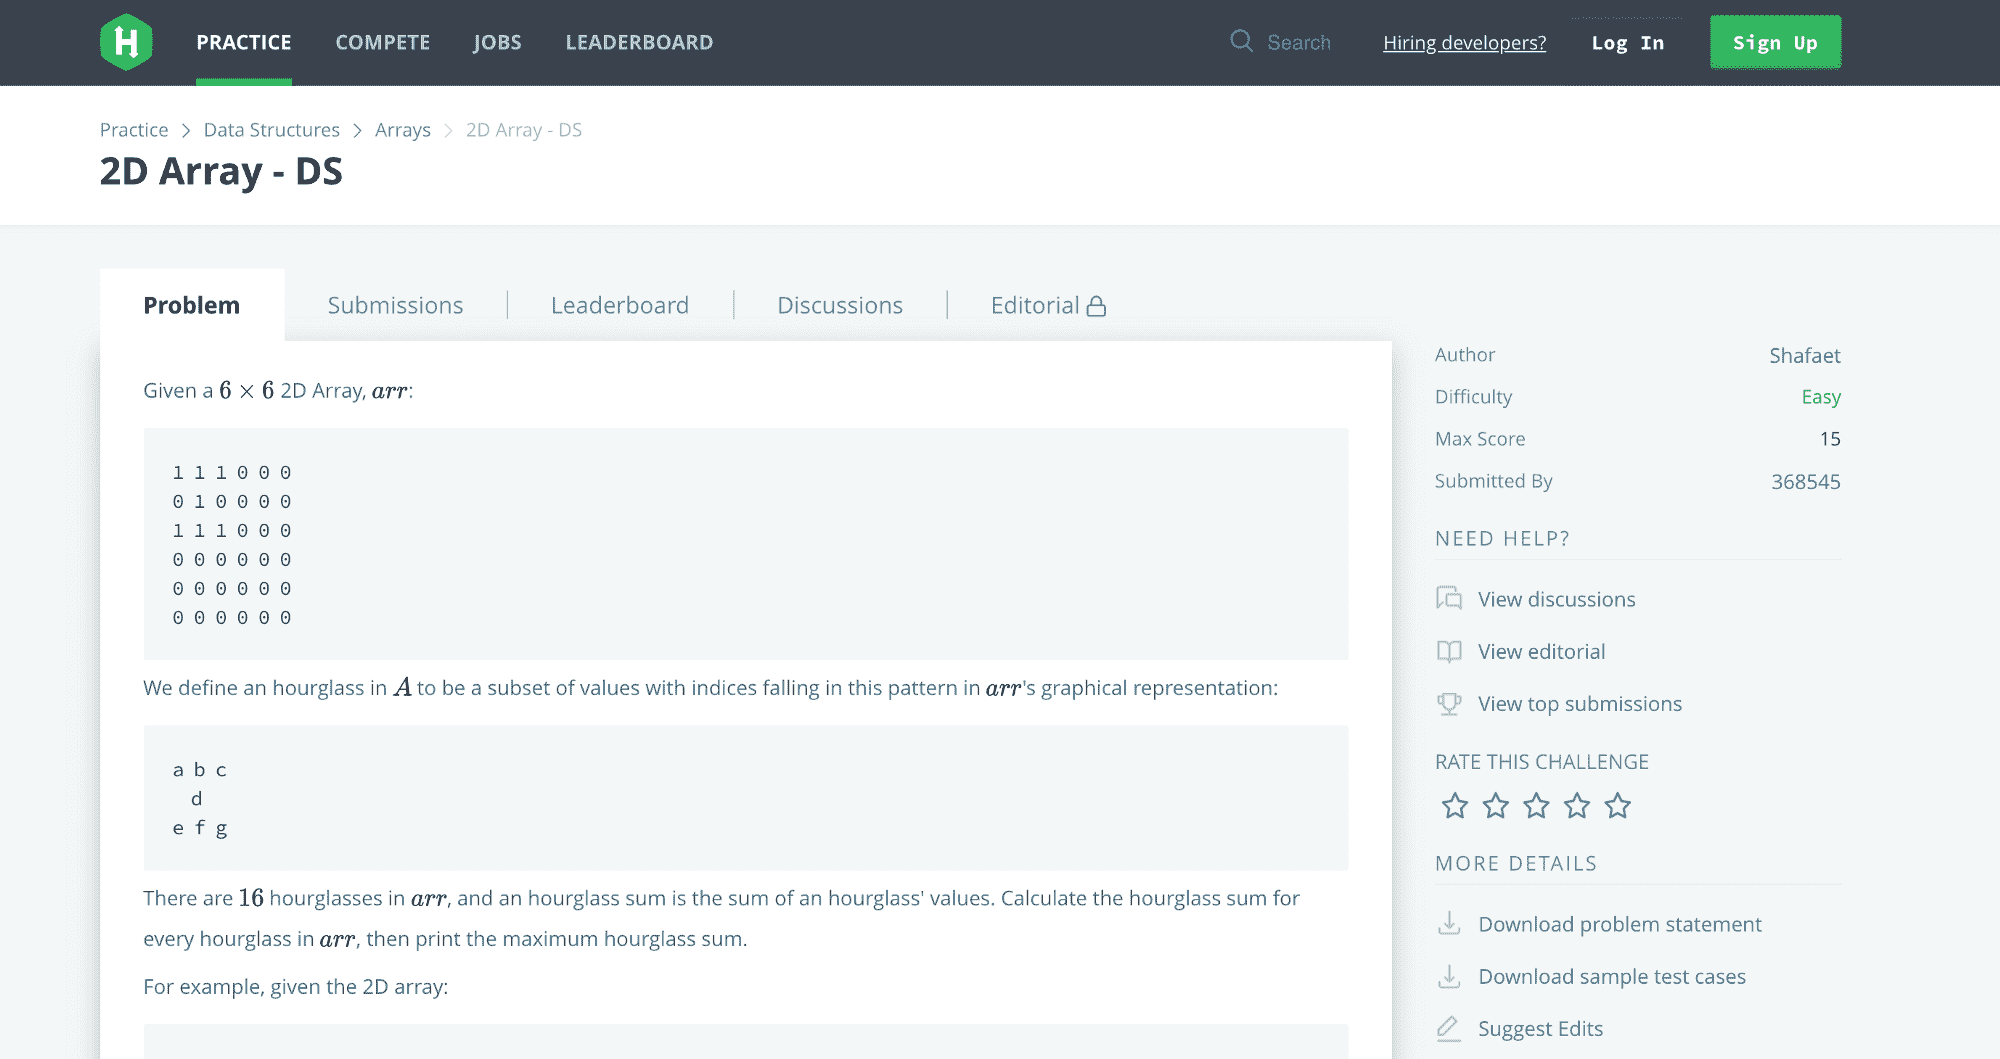 H PRACTICE COMPETE JOBS LEADERBOARD Search Hiring developers? Log In Sign Up
Practice > Data Structures > Arrays > 2D Array - DS
2D Array - DS
Problem Submissions Leaderboard Discussions Editorial
Given a 6 × 6 2D Array, arr:
1 1 1 0 0 0
0 1 0 0 0 0
1 1 1 0 0 0
0 0 0 0 0 0
0 0 0 0 0 0
0 0 0 0 0 0
We define an hourglass in A to be a subset of values with indices falling in this pattern in arr's graphical representation:
a b c
d
e f g
There are 16 hourglasses in arr, and an hourglass sum is the sum of an hourglass' values. Calculate the hourglass sum for
every hourglass in arr, then print the maximum hourglass sum.
For example, given the 2D array:
Author Shafaet
Difficulty Easy
Max Score 15
Submitted By 368545
NEED HELP?
View discussions
View editorial
View top submissions
RATE THIS CHALLENGE
MORE DETAILS
Download problem statement
Download sample test cases
Suggest Edits